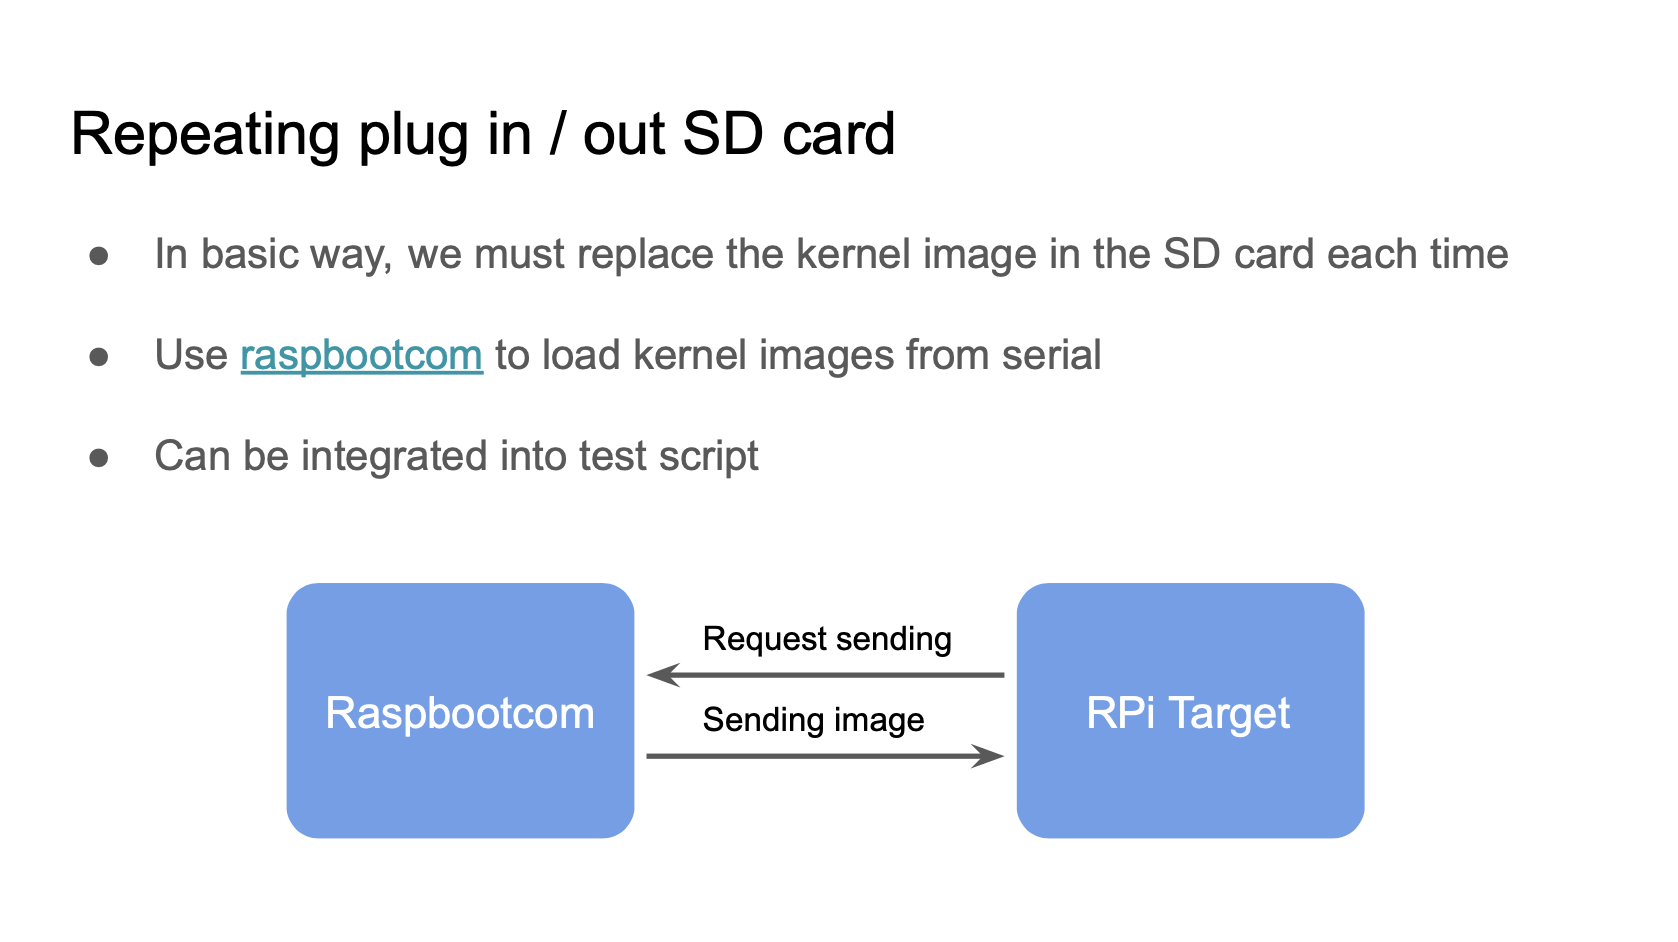 Repeating plug in / out SD card
● In basic way, we must replace the kernel image in the SD card each time
● Use raspbootcom to load kernel images from serial
● Can be integrated into test script
Raspbootcom
Request sending
Sending image
RPi Target